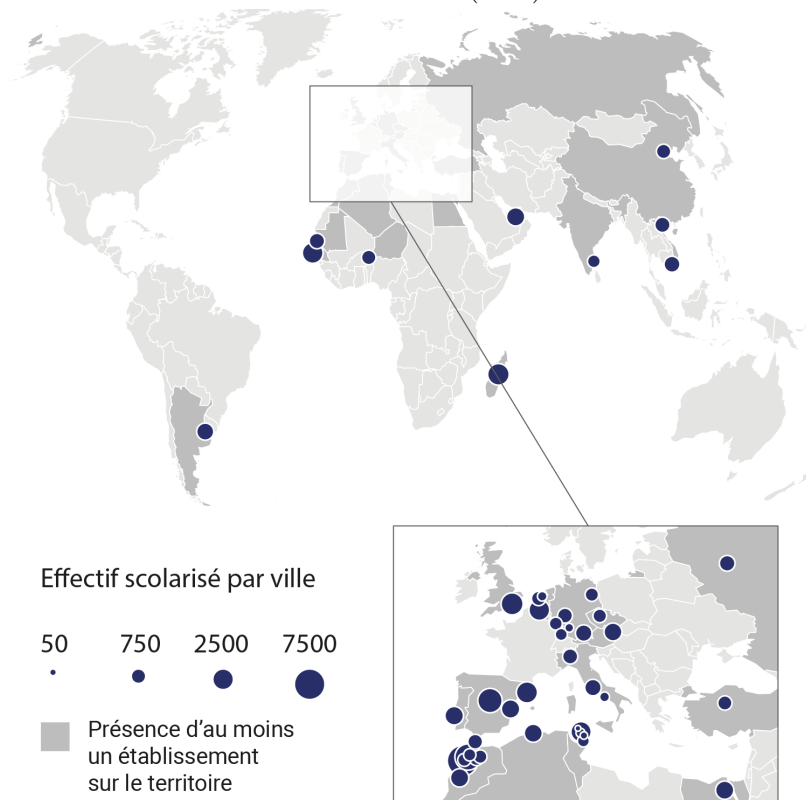 Effectif scolarisé par ville
50 750 2500 7500
Présence d’au moins
un établissement
sur le territoire